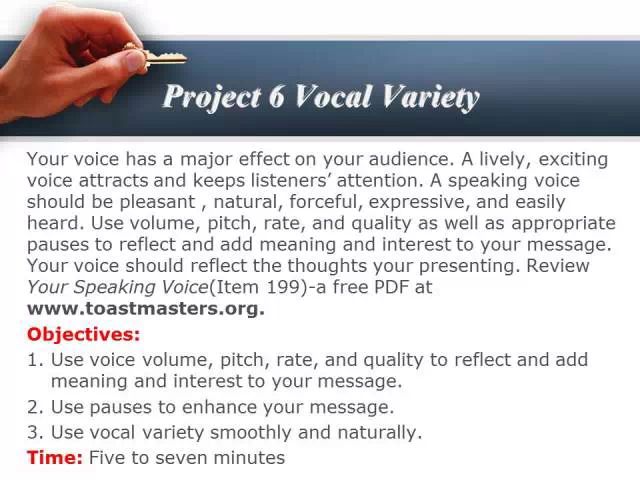 Project 6 Vocal Variety
Your voice has a major effect on your audience. A lively, exciting
voice attracts and keeps listeners’ attention. A speaking voice
should be pleasant , natural, forceful, expressive, and easily
heard. Use volume, pitch, rate, and quality as well as appropriate
pauses to reflect and add meaning and interest to your message.
Your voice should reflect the thoughts your presenting. Review
Your Speaking Voice(Item 199)-a free PDF at
www.toastmasters.org.
Objectives:
1. Use voice volume, pitch, rate, and quality to reflect and add
meaning and interest to your message.
2. Use pauses to enhance your message.
3. Use vocal variety smoothly and naturally.
Time: Five to seven minutes